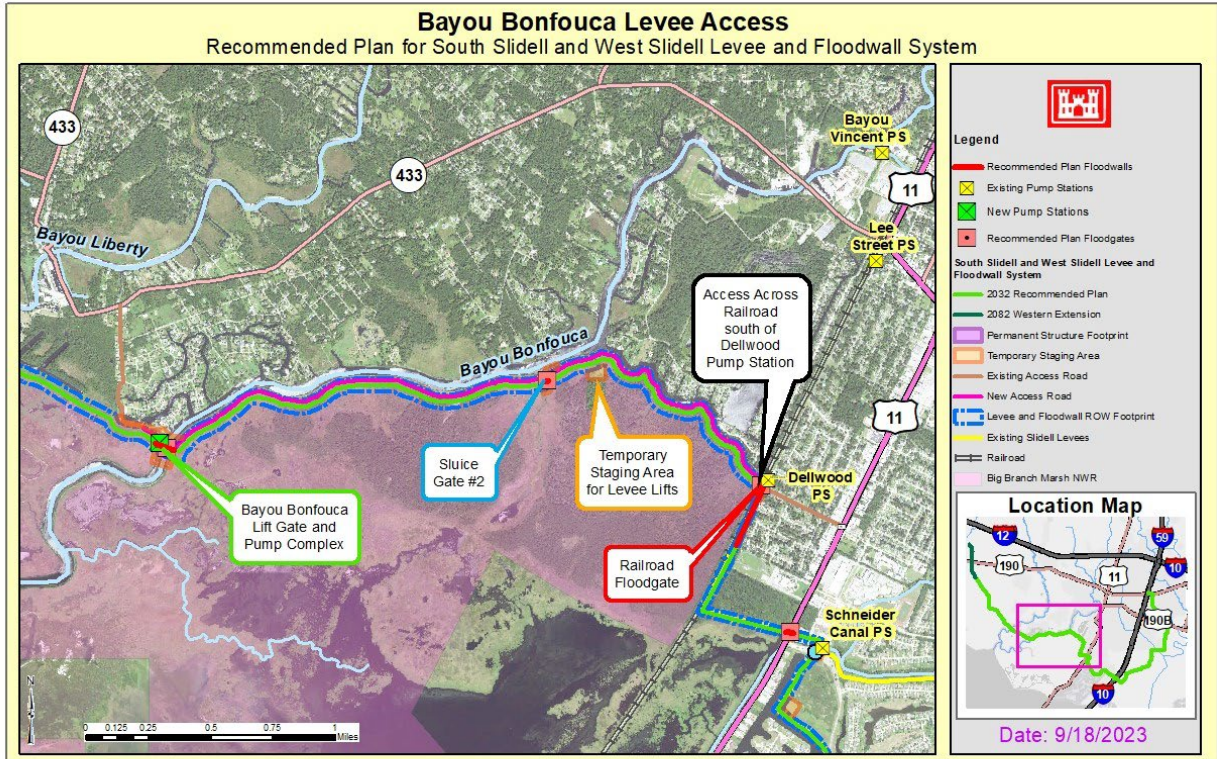 Bayou Bonfouca Levee Access
Recommended Plan for South Slidell and West Slidell Levee and Floodwall System
433
433
Bayou Liberty
Bayou Bonfouca
Bayou
Vincent PS
11
Lee
Street PS
Access Across
Railroad
south of
Dellwood
Pump Station
11
Sluice
Gate #2
Temporary
Staging Area
for Levee Lifts
Dellwood
PS
Bayou Bonfouca
Lift Gate and
Pump Complex
Railroad
Floodgate
Schneider
Canal PS
N
0 0.125 0.25 0.5 0.75 1
Miles
Legend
Recommended Plan Floodwalls
Existing Pump Stations
New Pump Stations
Recommended Plan Floodgates
South Slidell and West Slidell Levee and
Floodwall System
2032 Recommended Plan
2082 Western Extension
Permanent Structure Footprint
Temporary Staging Area
Existing Access Road
New Access Road
Levee and Floodwall ROW Footprint
Existing Slidell Levees
Railroad
Big Branch Marsh NWR
Location Map
12
59
190
11
10
190B
10
Date: 9/18/2023